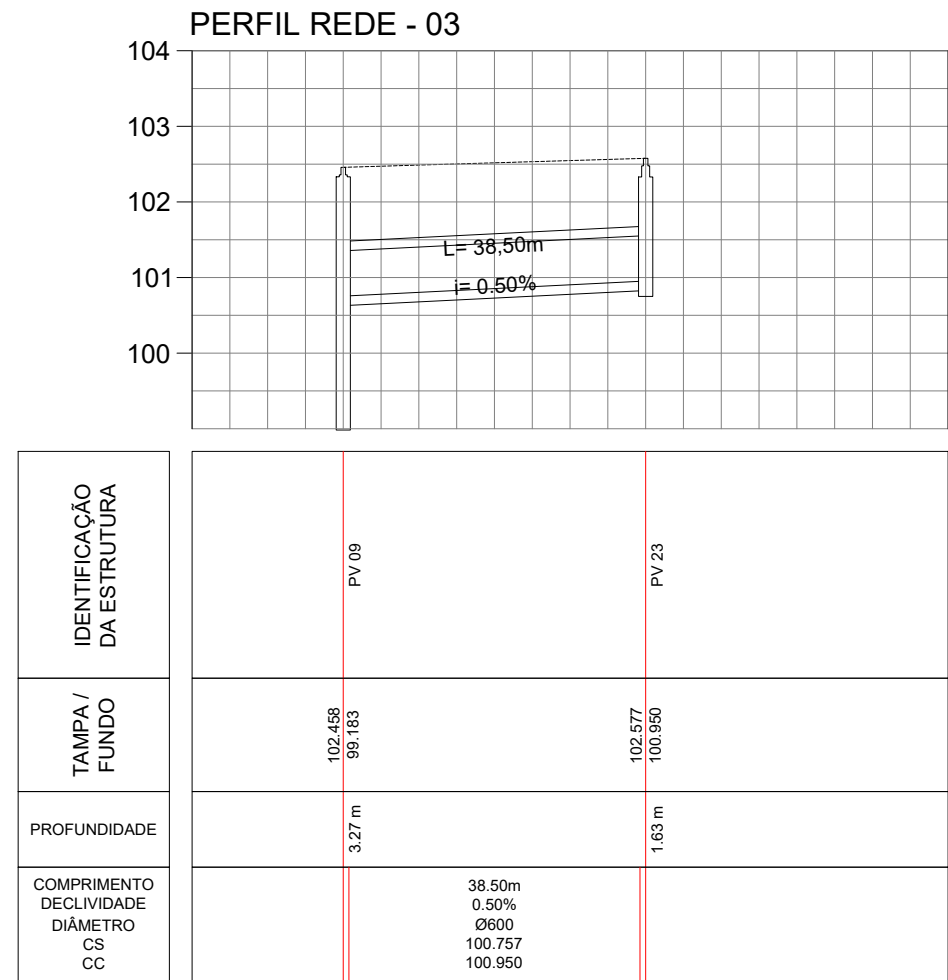 PERFIL REDE - 03
104
103
102
101
100
L= 38,50m
i= 0.50%
IDENTIFICAÇÃO
DA ESTRUTURA
PV 09
PV 23
TAMPA /
FUNDO
102.458
99.183
102.577
100.950
PROFUNDIDADE
3.27 m
1.63 m
COMPRIMENTO
DECLIVIDADE
DIÂMETRO
CS
CC
38.50m
0.50%
Ø600
100.757
100.950